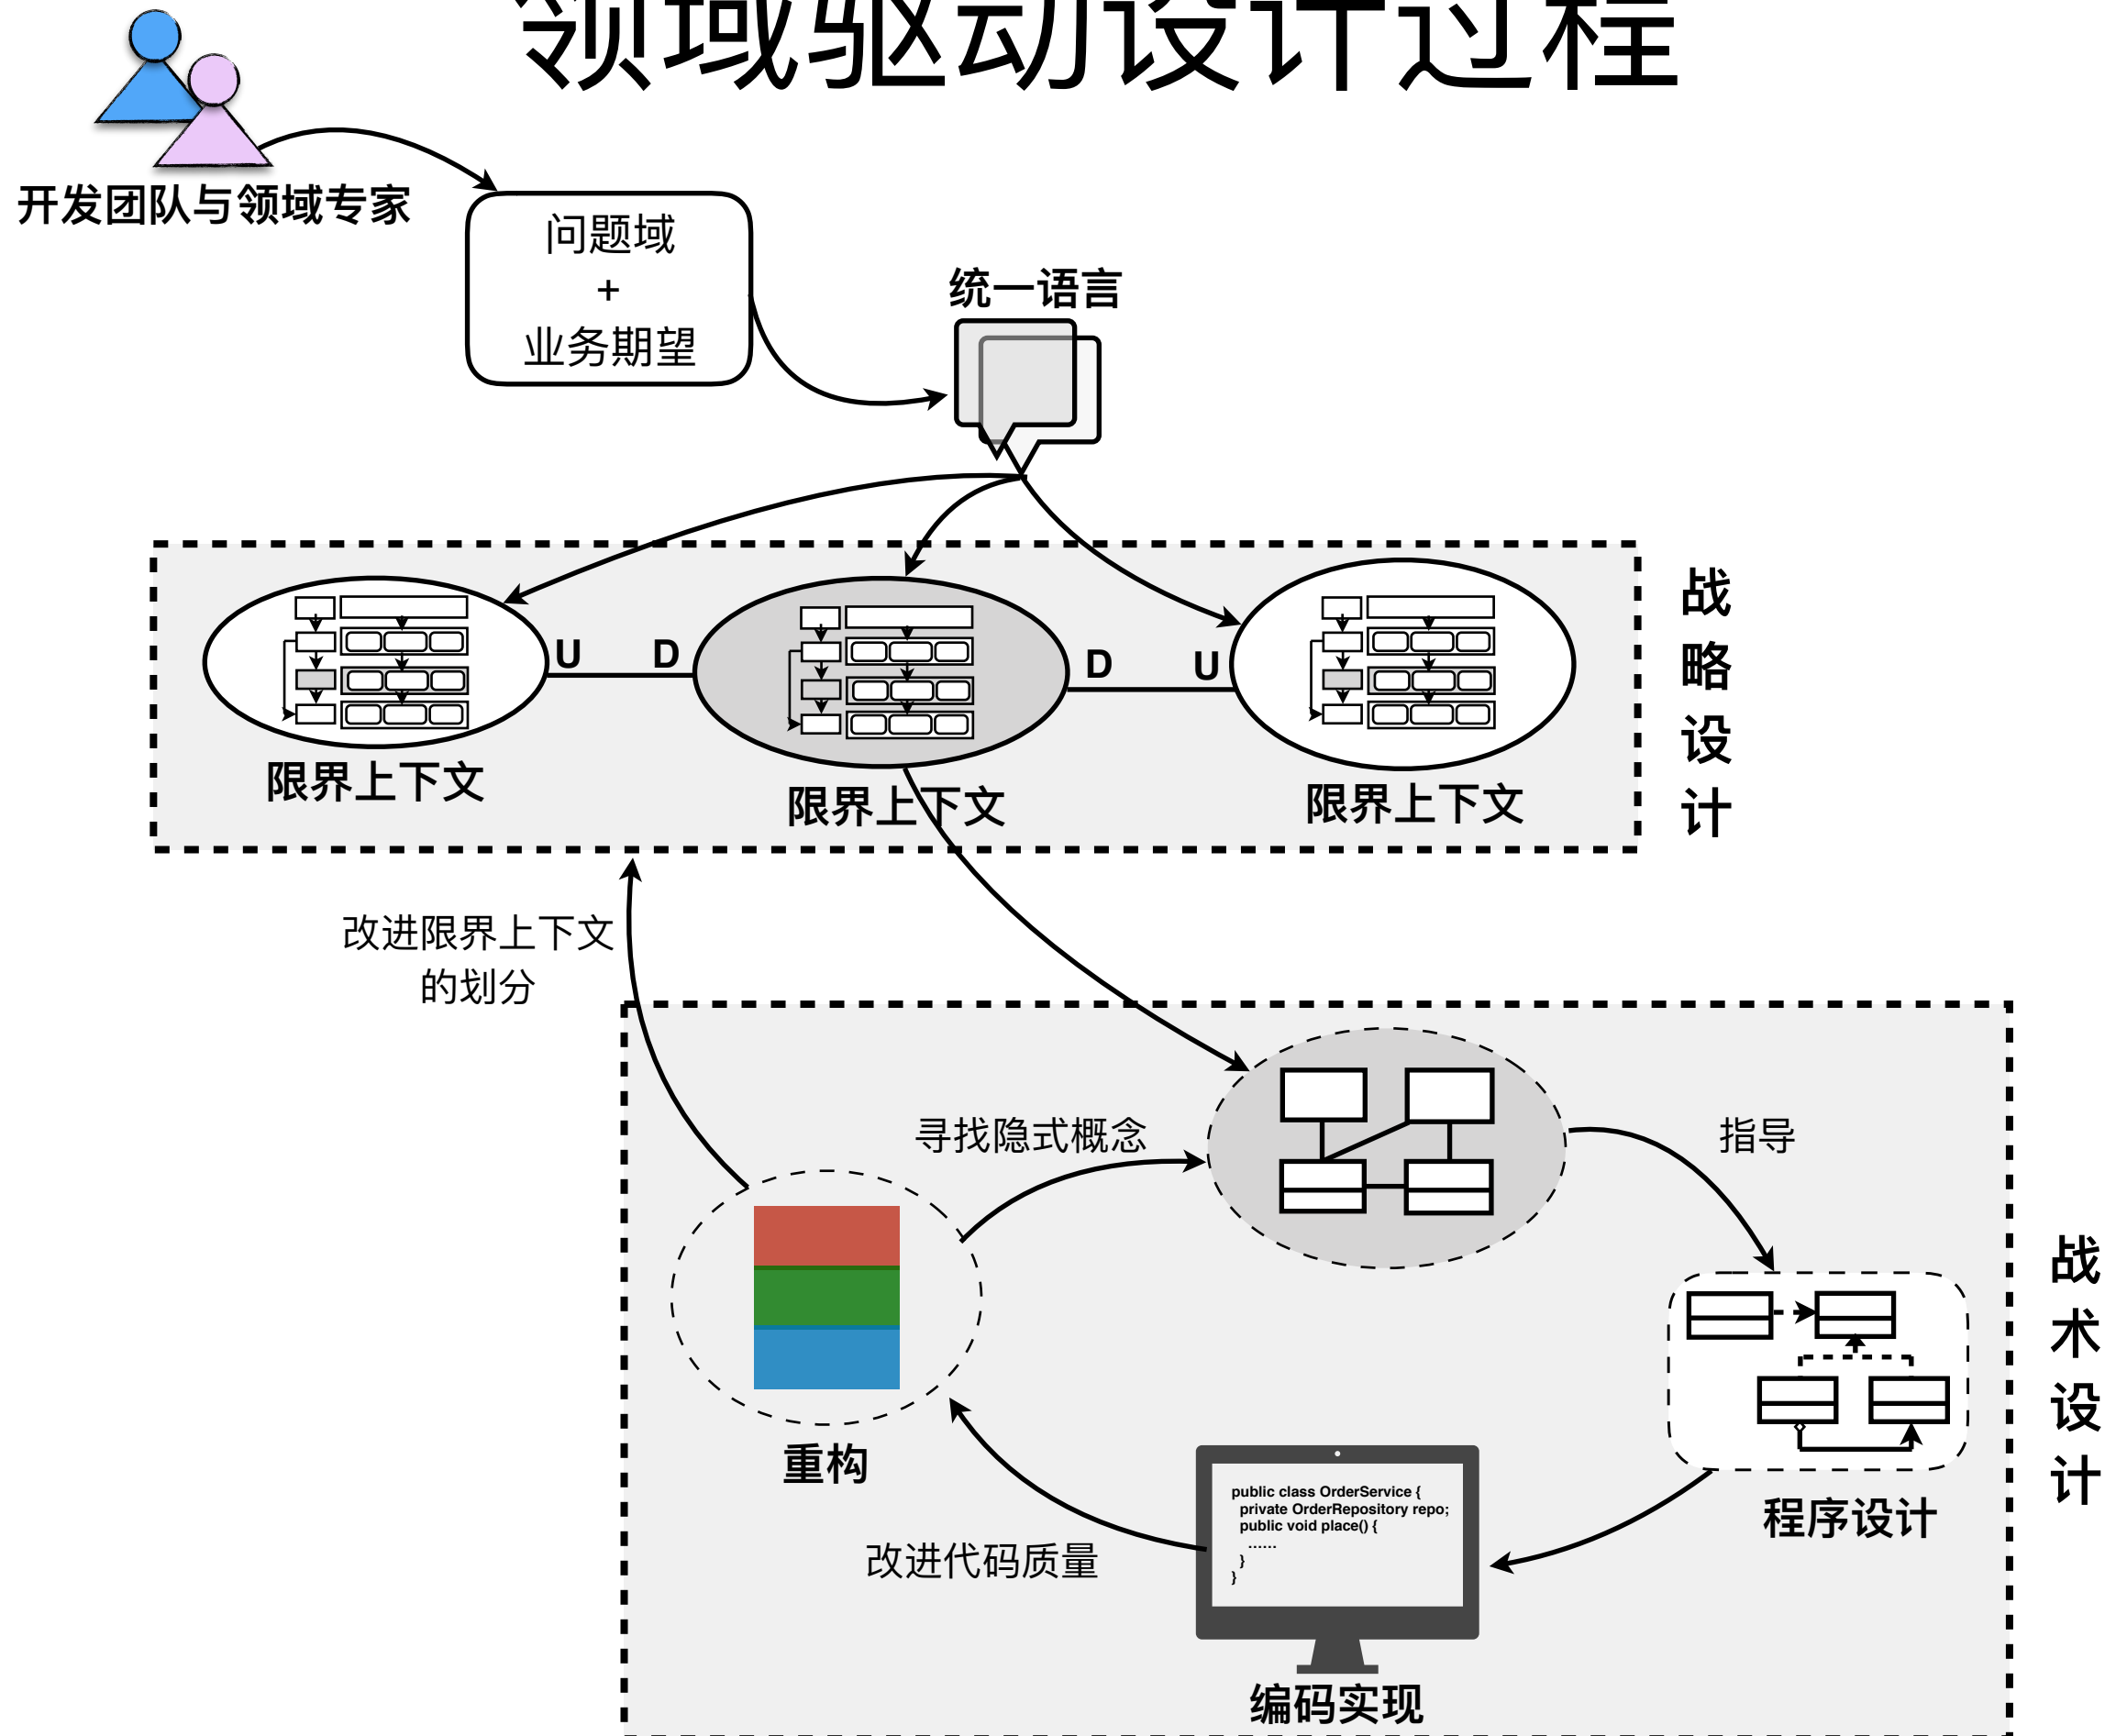 领域驱动设计过程
开发团队与领域专家
问题域
+
业务期望
统一语言
U
D
D
U
限界上下文
限界上下文
限界上下文
战
略
设
计
改进限界上下文
的划分
寻找隐式概念
指导
重构
改进代码质量
public class OrderService {
private OrderRepository repo;
public void place() {
......
}
}
编码实现
程序设计
战
术
设
计